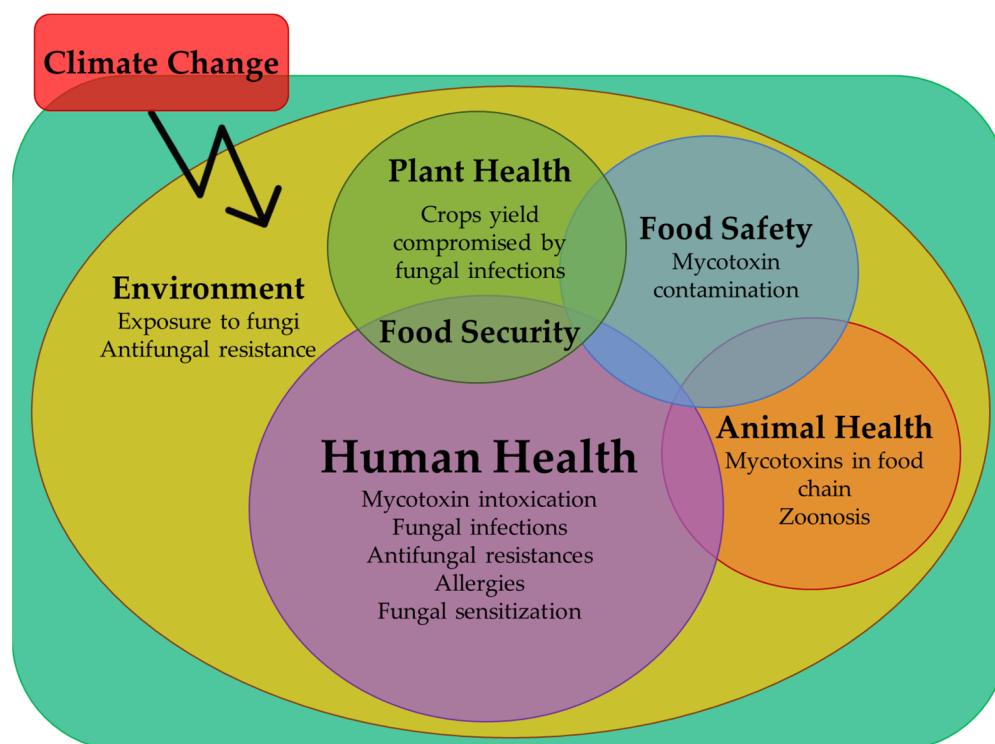 Climate Change
Plant Health
Crops yield
compromised by
fungal infections
Food Safety
Mycotoxin
contamination
Environment
Exposure to fungi
Antifungal resistance
Food Security
Human Health
Mycotoxin intoxication
Fungal infections
Antifungal resistances
Allergies
Fungal sensitization
Animal Health
Mycotoxins in food
chain
Zoonosis